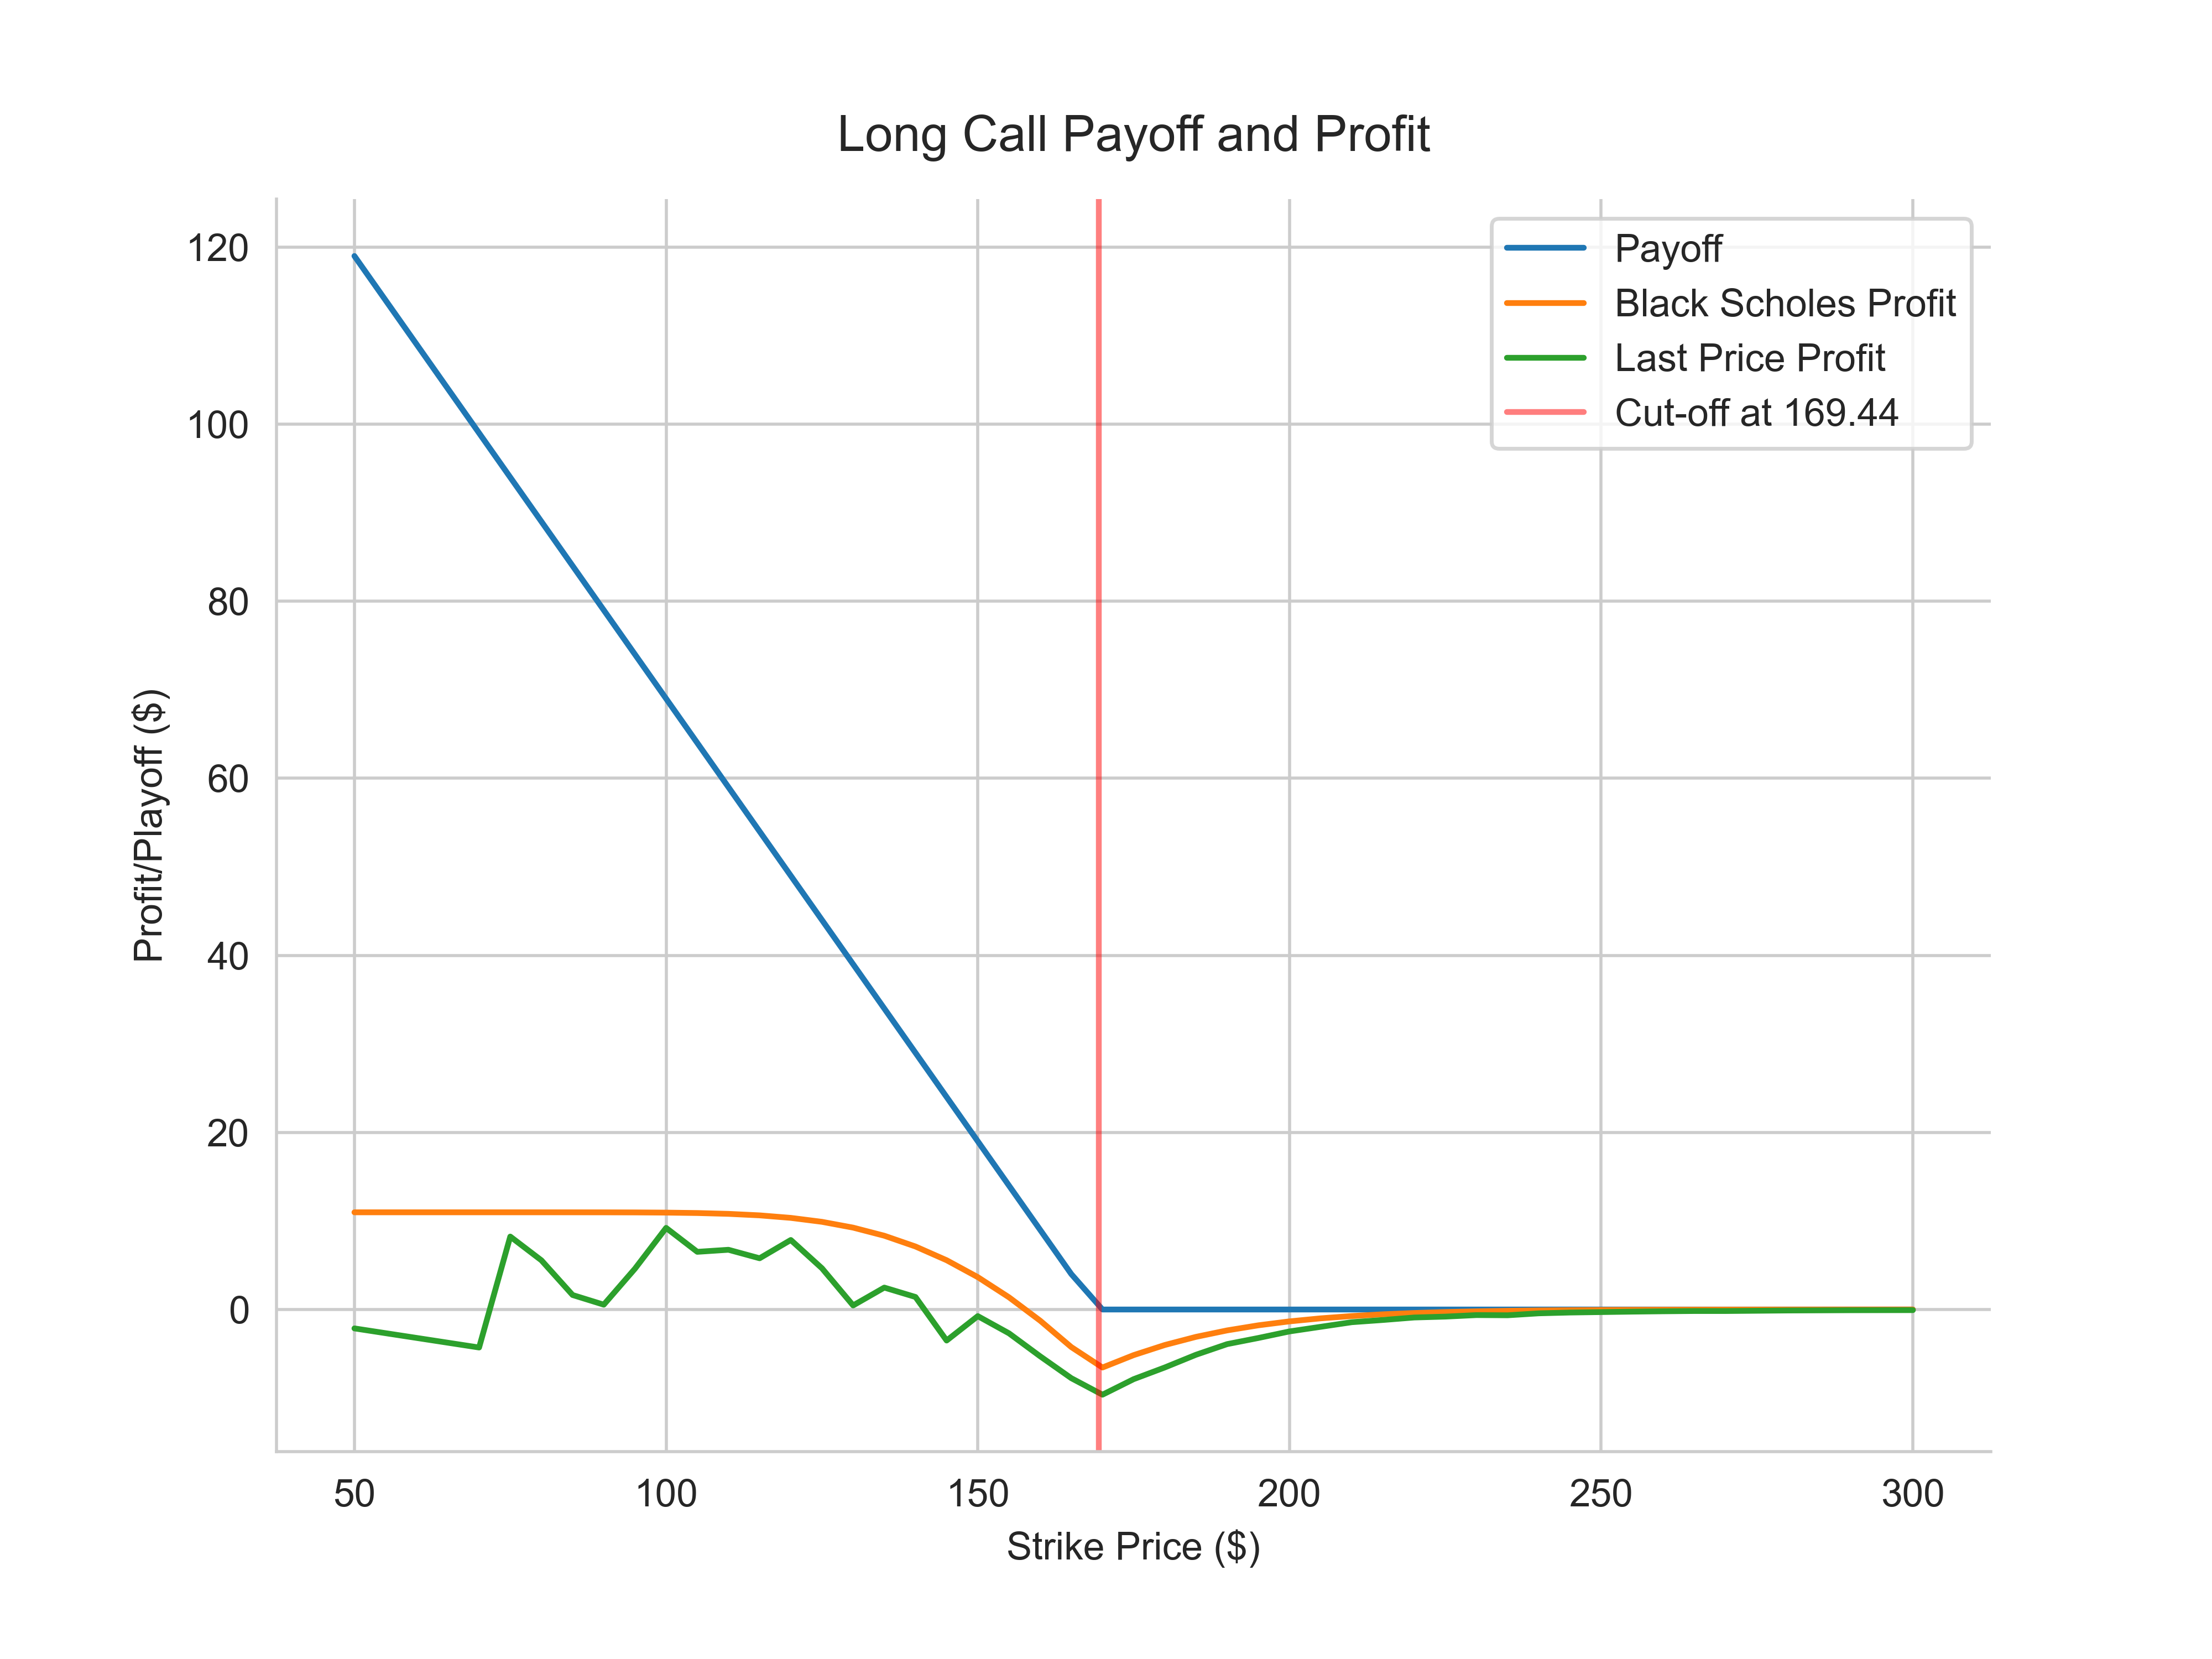 Long Call Payoff and Profit
Payoff
Black Scholes Profit
Last Price Profit
Cut-off at 169.44
120
100
80
60
40
20
0
Profit/Playoff ($)
50 100 150 200 250 300
Strike Price ($)